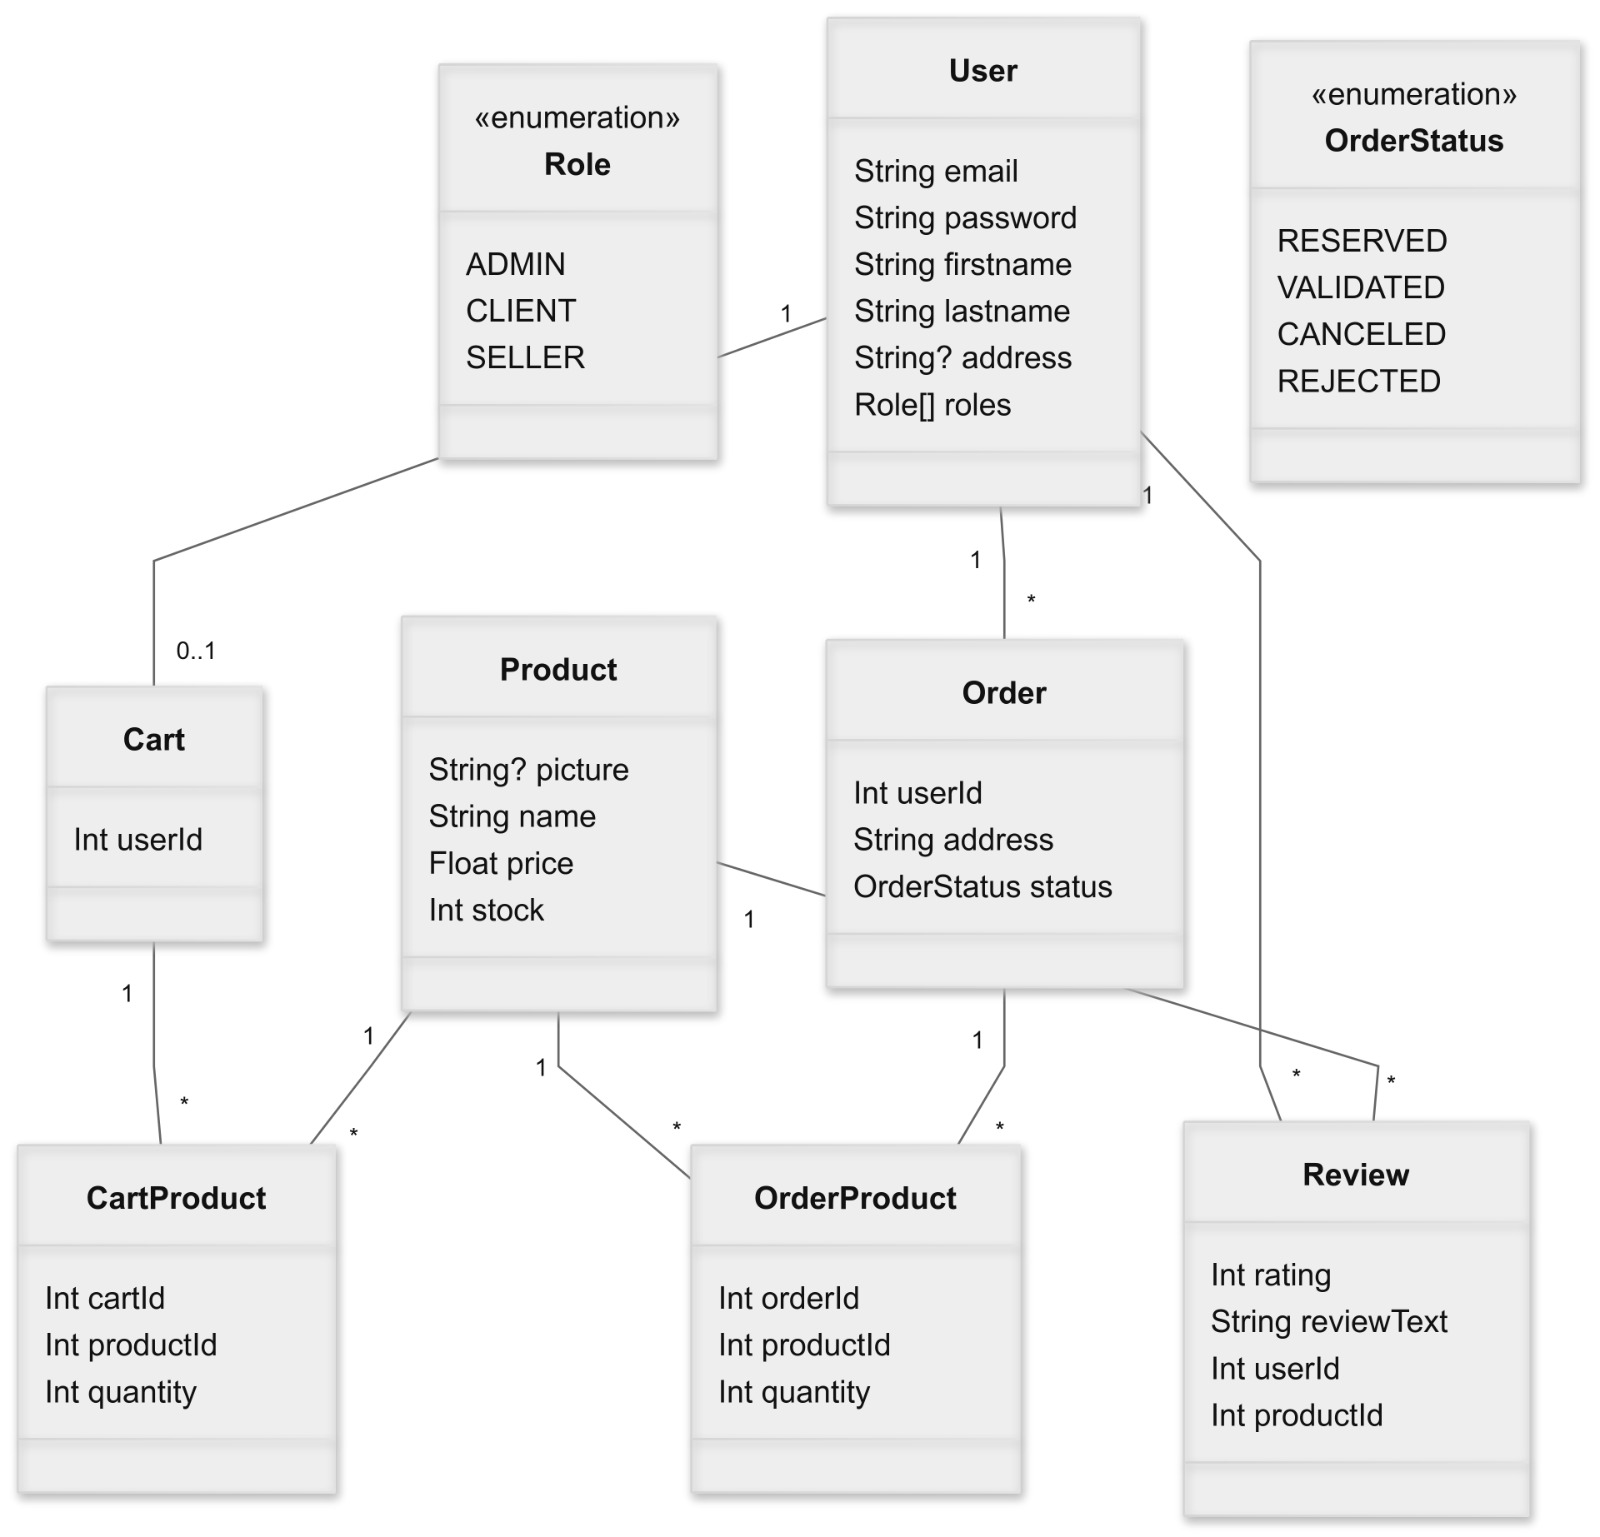 «enumeration»
Role
ADMIN
CLIENT
SELLER
User
String email
String password
String firstname
String lastname
String? address
Role[] roles
«enumeration»
OrderStatus
RESERVED
VALIDATED
CANCELED
REJECTED
1
1
1
*
0..1
Cart
Int userId
Product
String? picture
String name
Float price
Int stock
Order
Int userId
String address
OrderStatus status
1
1
*
1
*
1
*
1
*
*
*
CartProduct
Int cartId
Int productId
Int quantity
OrderProduct
Int orderId
Int productId
Int quantity
Review
Int rating
String reviewText
Int userId
Int productId